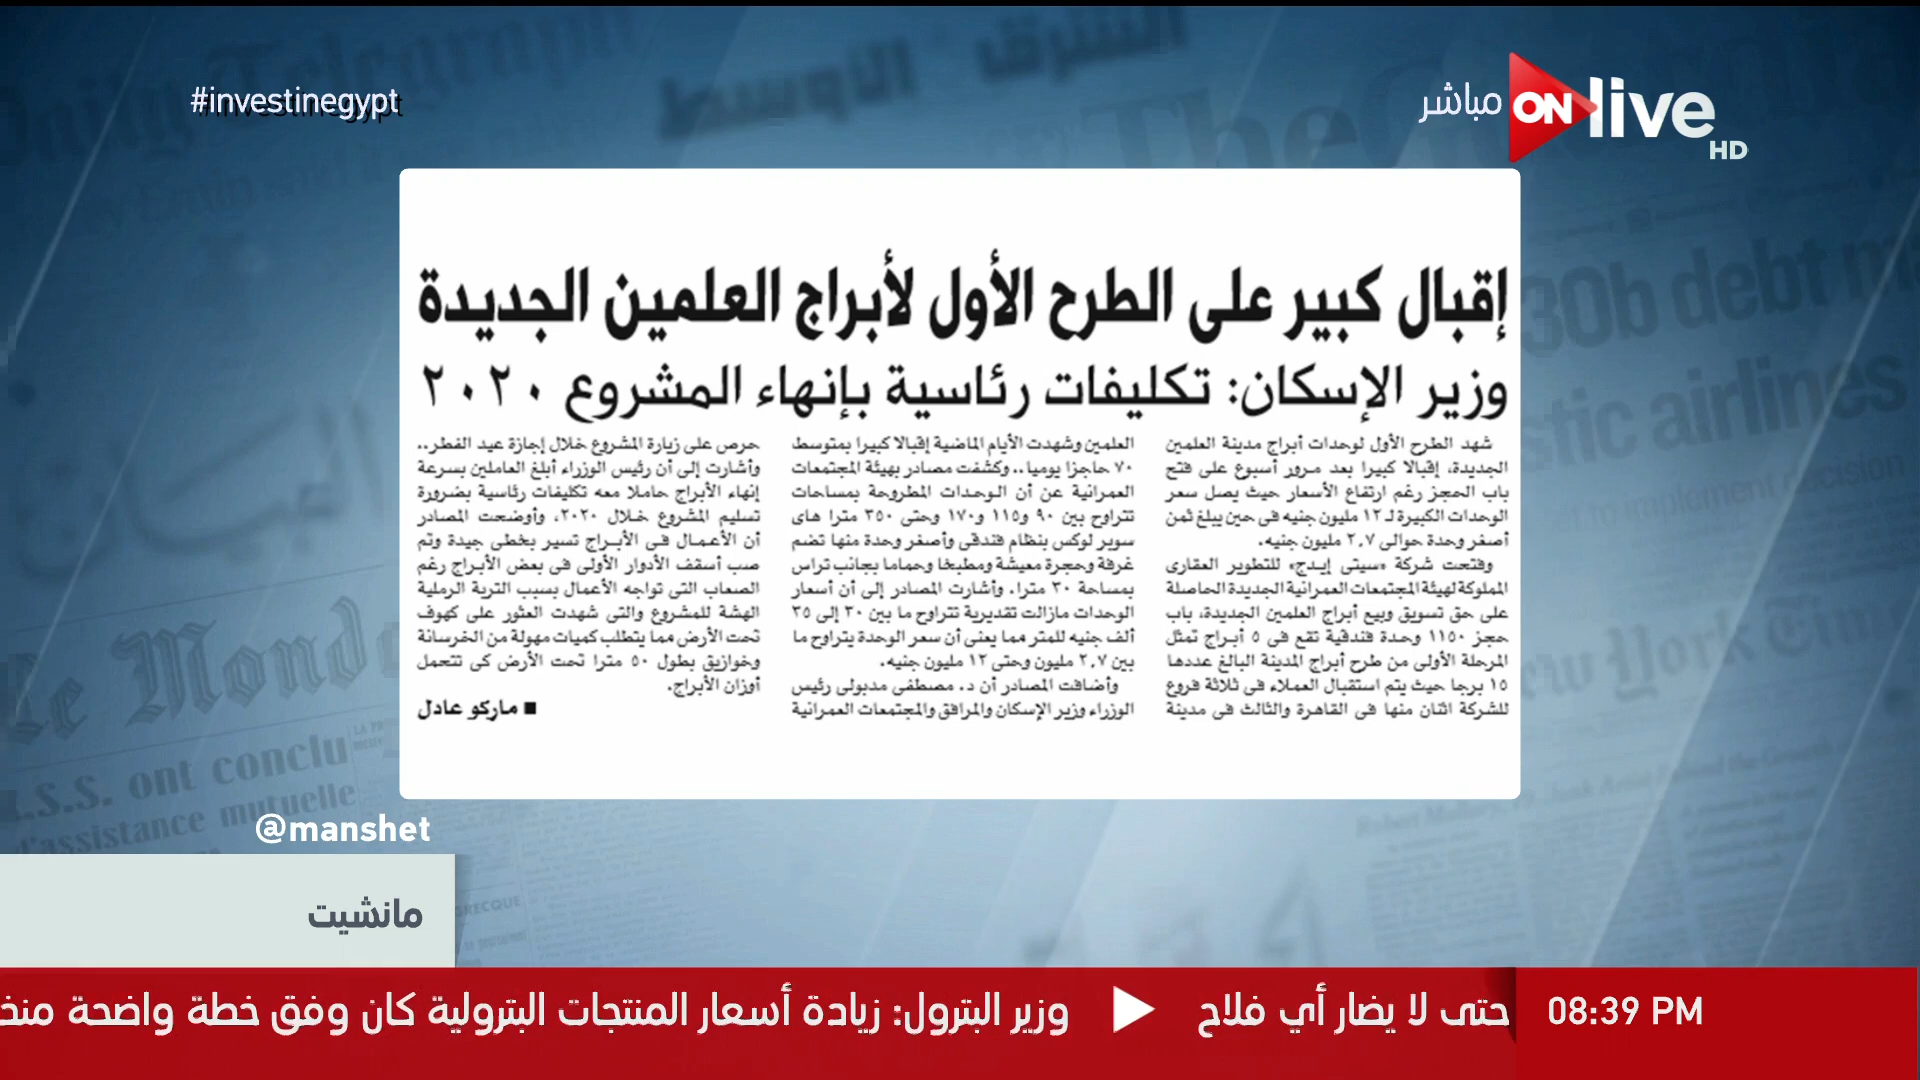 #investinegypt
مباشر ON live HD
إقبال كبير على الطرح الأول لأبراج العلمين الجديدة
وزير الإسكان: تكليفات رئاسية بإنهاء المشروع ٢٠٢٠
شهد الطرح الأول لوحدات أبراج مدينة العلمين
الجديدة، إقبالا كبيرا بعد مرور أسبوع على فتح
باب الحجز رغم ارتفاع الأسعار حيث يصل سعر
الوحدات الكبيرة لـ ١٢ مليون جنيه فى حين يبلغ ثمن
أصغر وحدة حوالى ٢,٧ مليون جنيه.
وفتحت شركة «سيتى إيدج» للتطوير العقارى
المملوكة لهيئة المجتمعات العمرانية الجديدة الحاصلة
على حق تسويق وبيع أبراج العلمين الجديدة، باب
حجز ١١٥٠ وحدة فندقية تقع فى ٥ أبراج تمثل
المرحلة الأولى من طرح أبراج المدينة البالغ عددها
١٥ برجا حيث يتم استقبال العملاء فى ثلاثة فروع
للشركة اثنان منها فى القاهرة والثالث فى مدينة
العلمين وشهدت الأيام الماضية إقبالا كبيرا بمتوسط
٧٠ حاجزا يوميا.. وكشفت مصادر بهيئة المجتمعات
العمرانية عن أن الوحدات المطروحة بمساحات
تتراوح بين ٩٠ و١١٥ و١٧٠ وحتى ٣٥٠ مترا هاى
سوبر لوكس بنظام فندقى وأصغر وحدة منها تضم
غرفة وحجرة معيشة ومطبخا وحماما بجانب تراس
بمساحة ٣٠ مترا، وأشارت المصادر إلى أن أسعار
الوحدات مازالت تقديرية تتراوح ما بين ٣٠ إلى ٣٥
ألف جنيه للمتر مما يعنى أن سعر الوحدة يتراوح ما
بين ٢,٧ مليون وحتى ١٢ مليون جنيه.
وأضافت المصادر أن د. مصطفى مدبولى رئيس
الوزراء وزير الإسكان والمرافق والمجتمعات العمرانية
حرص على زيارة المشروع خلال إجازة عيد الفطر..
وأشارت إلى أن رئيس الوزراء أبلغ العاملين بسرعة
إنهاء الأبراج حاملا معه تكليفات رئاسية بضرورة
تسليم المشروع خلال ٢٠٢٠، وأوضحت المصادر
أن الأعمال فى الأبراج تسير بخطى جيدة وتم
صب أسقف الأدوار الأولى فى بعض الأبراج رغم
الصعاب التى تواجه الأعمال بسبب التربة الرملية
الهشة للمشروع والتى شهدت العثور على كهوف
تحت الأرض مما يتطلب كميات مهولة من الخرسانة
وخوازيق بطول ٥٠ مترا تحت الأرض كى تتحمل
أوزان الأبراج.
■ ماركو عادل
@manshet
مانشيت
حتى لا يضار أي فلاح
وزير البترول: زيادة أسعار المنتجات البترولية كان وفق خطة واضحة
08:39 PM
الشرق الأوسط
Le Monde
30b debt
airlines
ont conclu
d'assistance mutuelle
New York Times